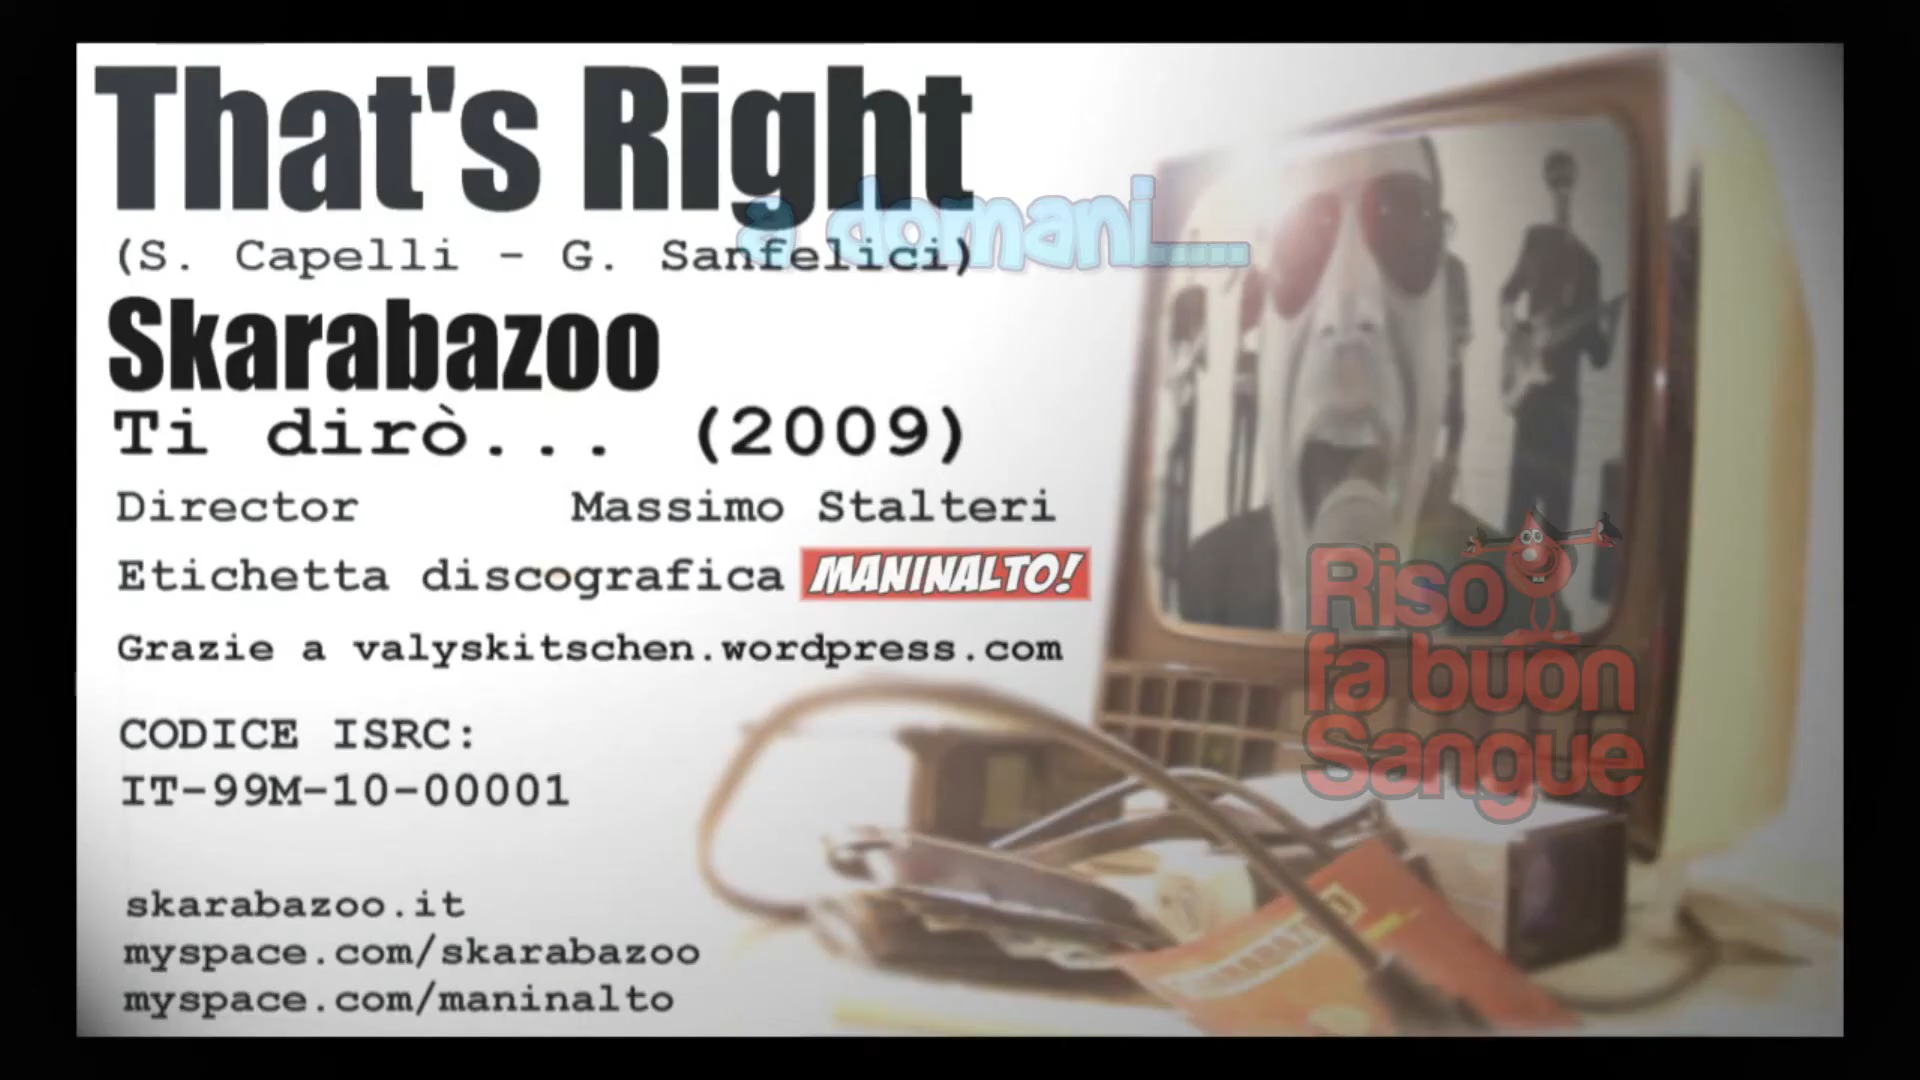 That's Right
a domani....
(S. Capelli - G. Sanfelici)
Skarabazoo
Ti dirò... (2009)
Director Massimo Stalteri
Etichetta discografica MANINALTO!
Grazie a valyskitschen.wordpress.com
CODICE ISRC:
IT-99M-10-00001
skarabazoo.it
myspace.com/skarabazoo
myspace.com/maninalto
Riso
fa buon
Sangue
SKARABAZOO